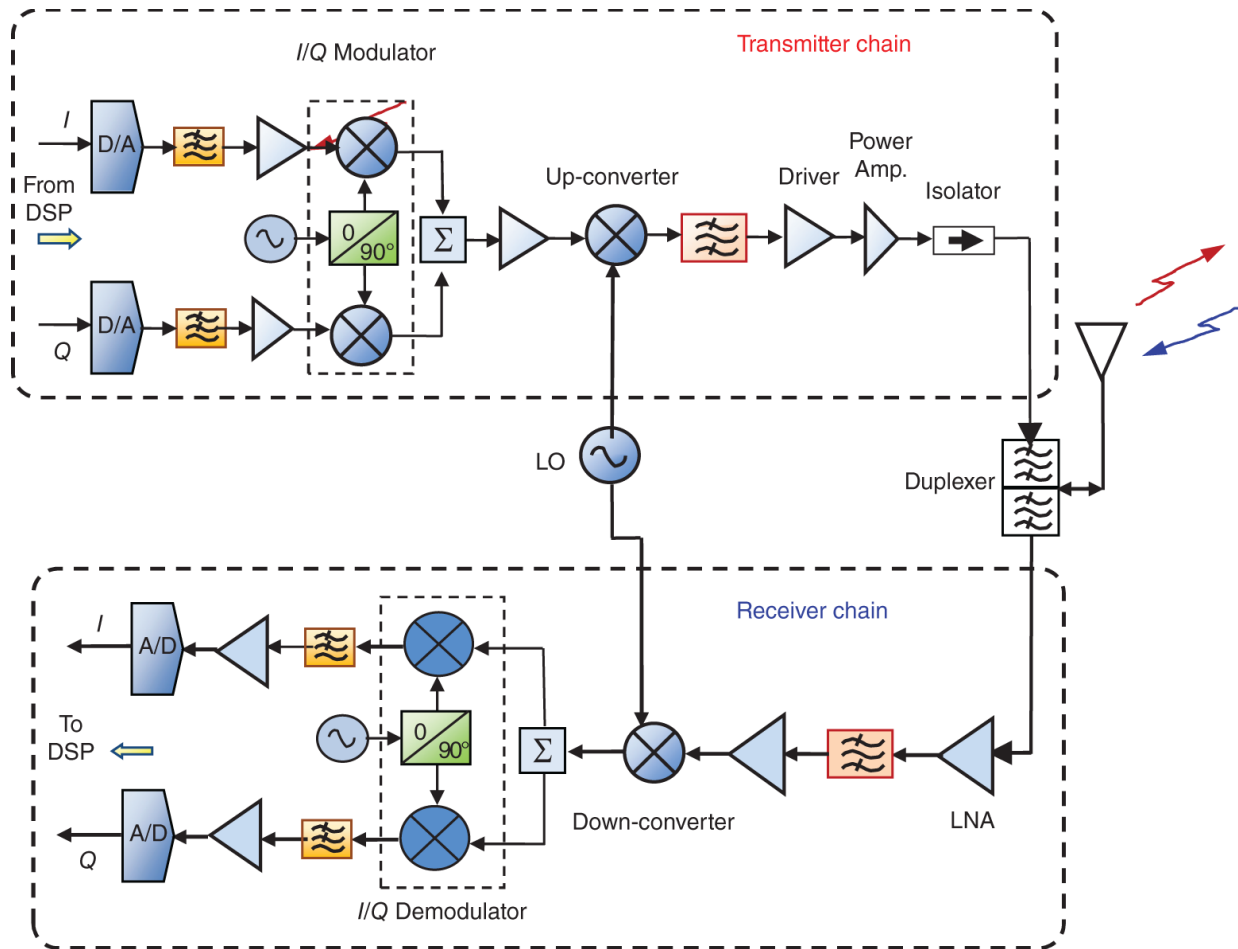 Transmitter chain
I/Q Modulator
I
D/A
From
DSP
0
90°
Σ
Up-converter
Driver
Power
Amp.
Isolator
D/A
Q
LO
Duplexer
Receiver chain
I
A/D
To
DSP
0
90°
Σ
Down-converter
LNA
A/D
Q
I/Q Demodulator